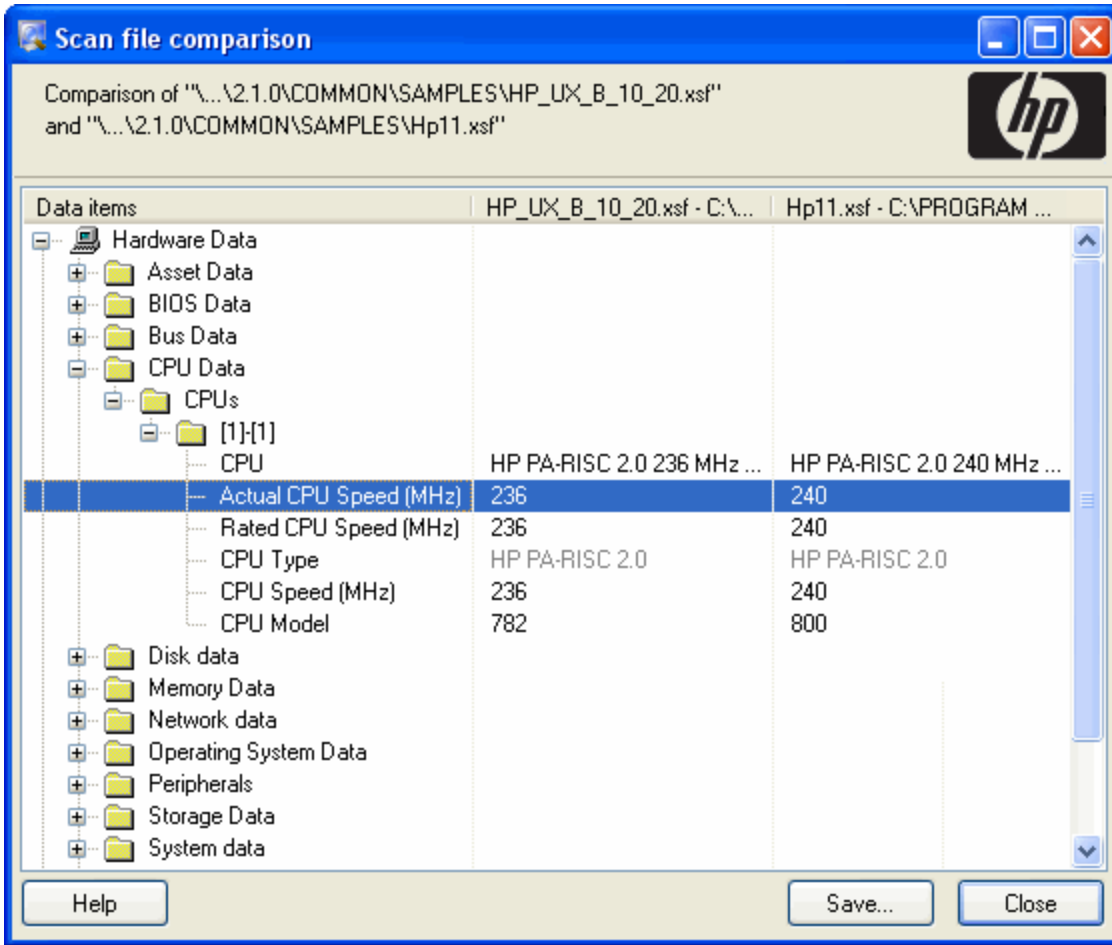 Scan file comparison
Comparison of "\...\2.1.0\COMMON\SAMPLES\HP_UX_B_10_20.xsf"
and "\...\2.1.0\COMMON\SAMPLES\Hp11.xsf"
hp
Data items HP_UX_B_10_20.xsf - C:\... Hp11.xsf - C:\PROGRAM ...
Hardware Data
Asset Data
BIOS Data
Bus Data
CPU Data
CPUs
[1]-[1]
CPU HP PA-RISC 2.0 236 MHz ... HP PA-RISC 2.0 240 MHz ...
Actual CPU Speed (MHz) 236 240
Rated CPU Speed (MHz) 236 240
CPU Type HP PA-RISC 2.0 HP PA-RISC 2.0
CPU Speed (MHz) 236 240
CPU Model 782 800
Disk data
Memory Data
Network data
Operating System Data
Peripherals
Storage Data
System data
Help Save... Close